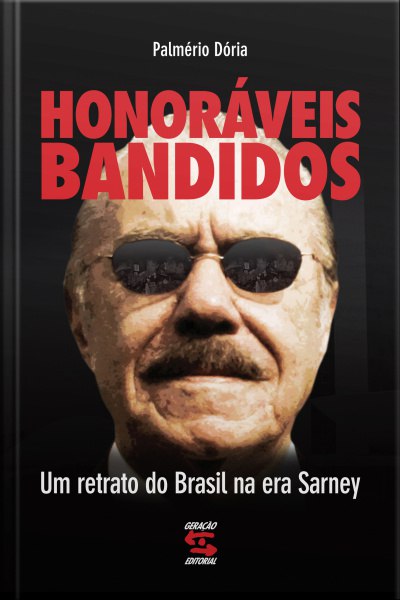 Palmério Dória
HONORÁVEIS
BANDIDOS
Um retrato do Brasil na era Sarney
GERAÇÃO
EDITORIAL